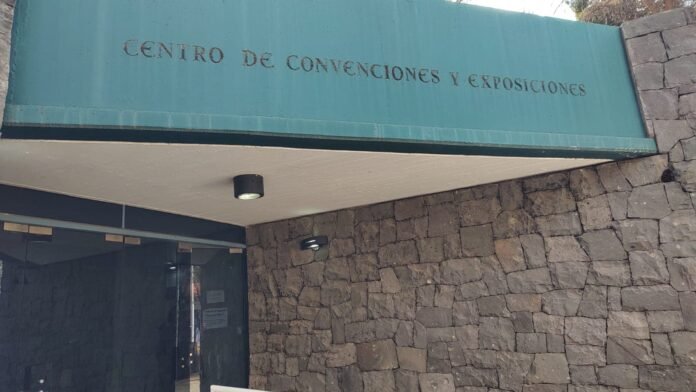 CENTRO DE CONVENCIONES Y EXPOSICIONES